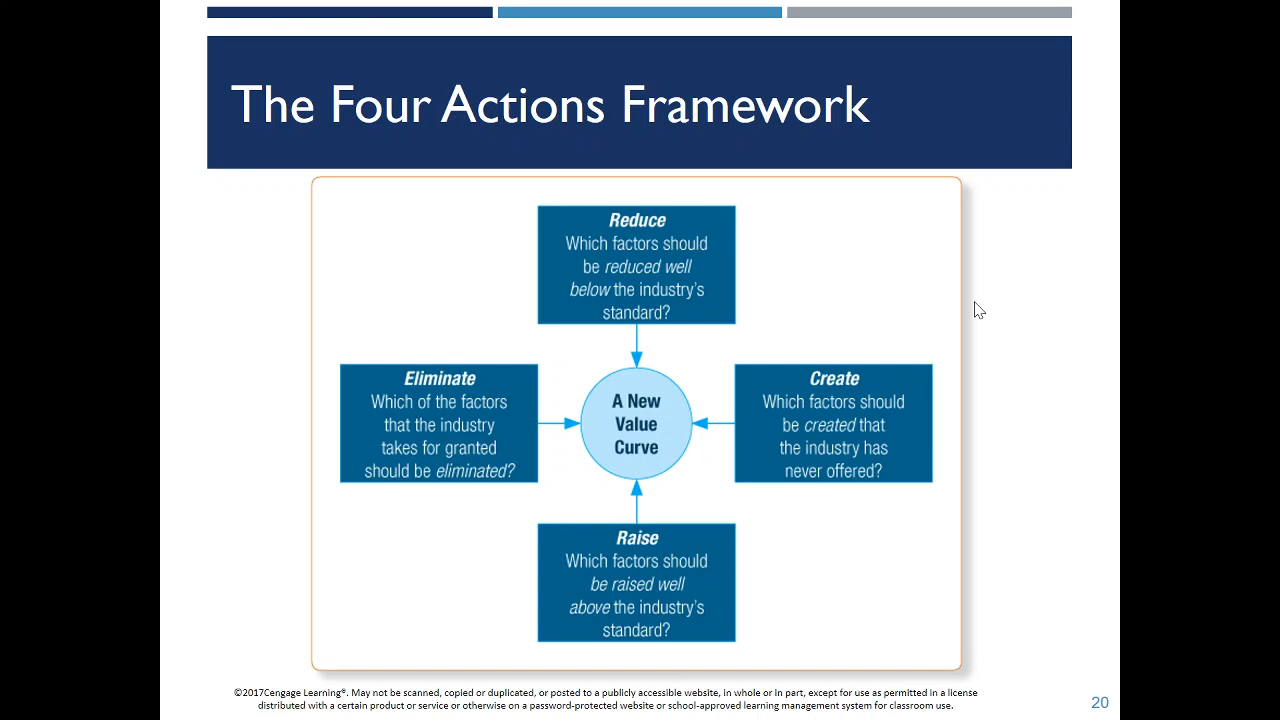 The Four Actions Framework
Reduce
Which factors should
be reduced well
below the industry's
standard?
Eliminate
Which of the factors
that the industry
takes for granted
should be eliminated?
A New
Value
Curve
Create
Which factors should
be created that
the industry has
never offered?
Raise
Which factors should
be raised well
above the industry's
standard?
©2017Cengage Learning®. May not be scanned, copied or duplicated, or posted to a publicly accessible website, in whole or in part, except for use as permitted in a license
distributed with a certain product or service or otherwise on a password-protected website or school-approved learning management system for classroom use.
20